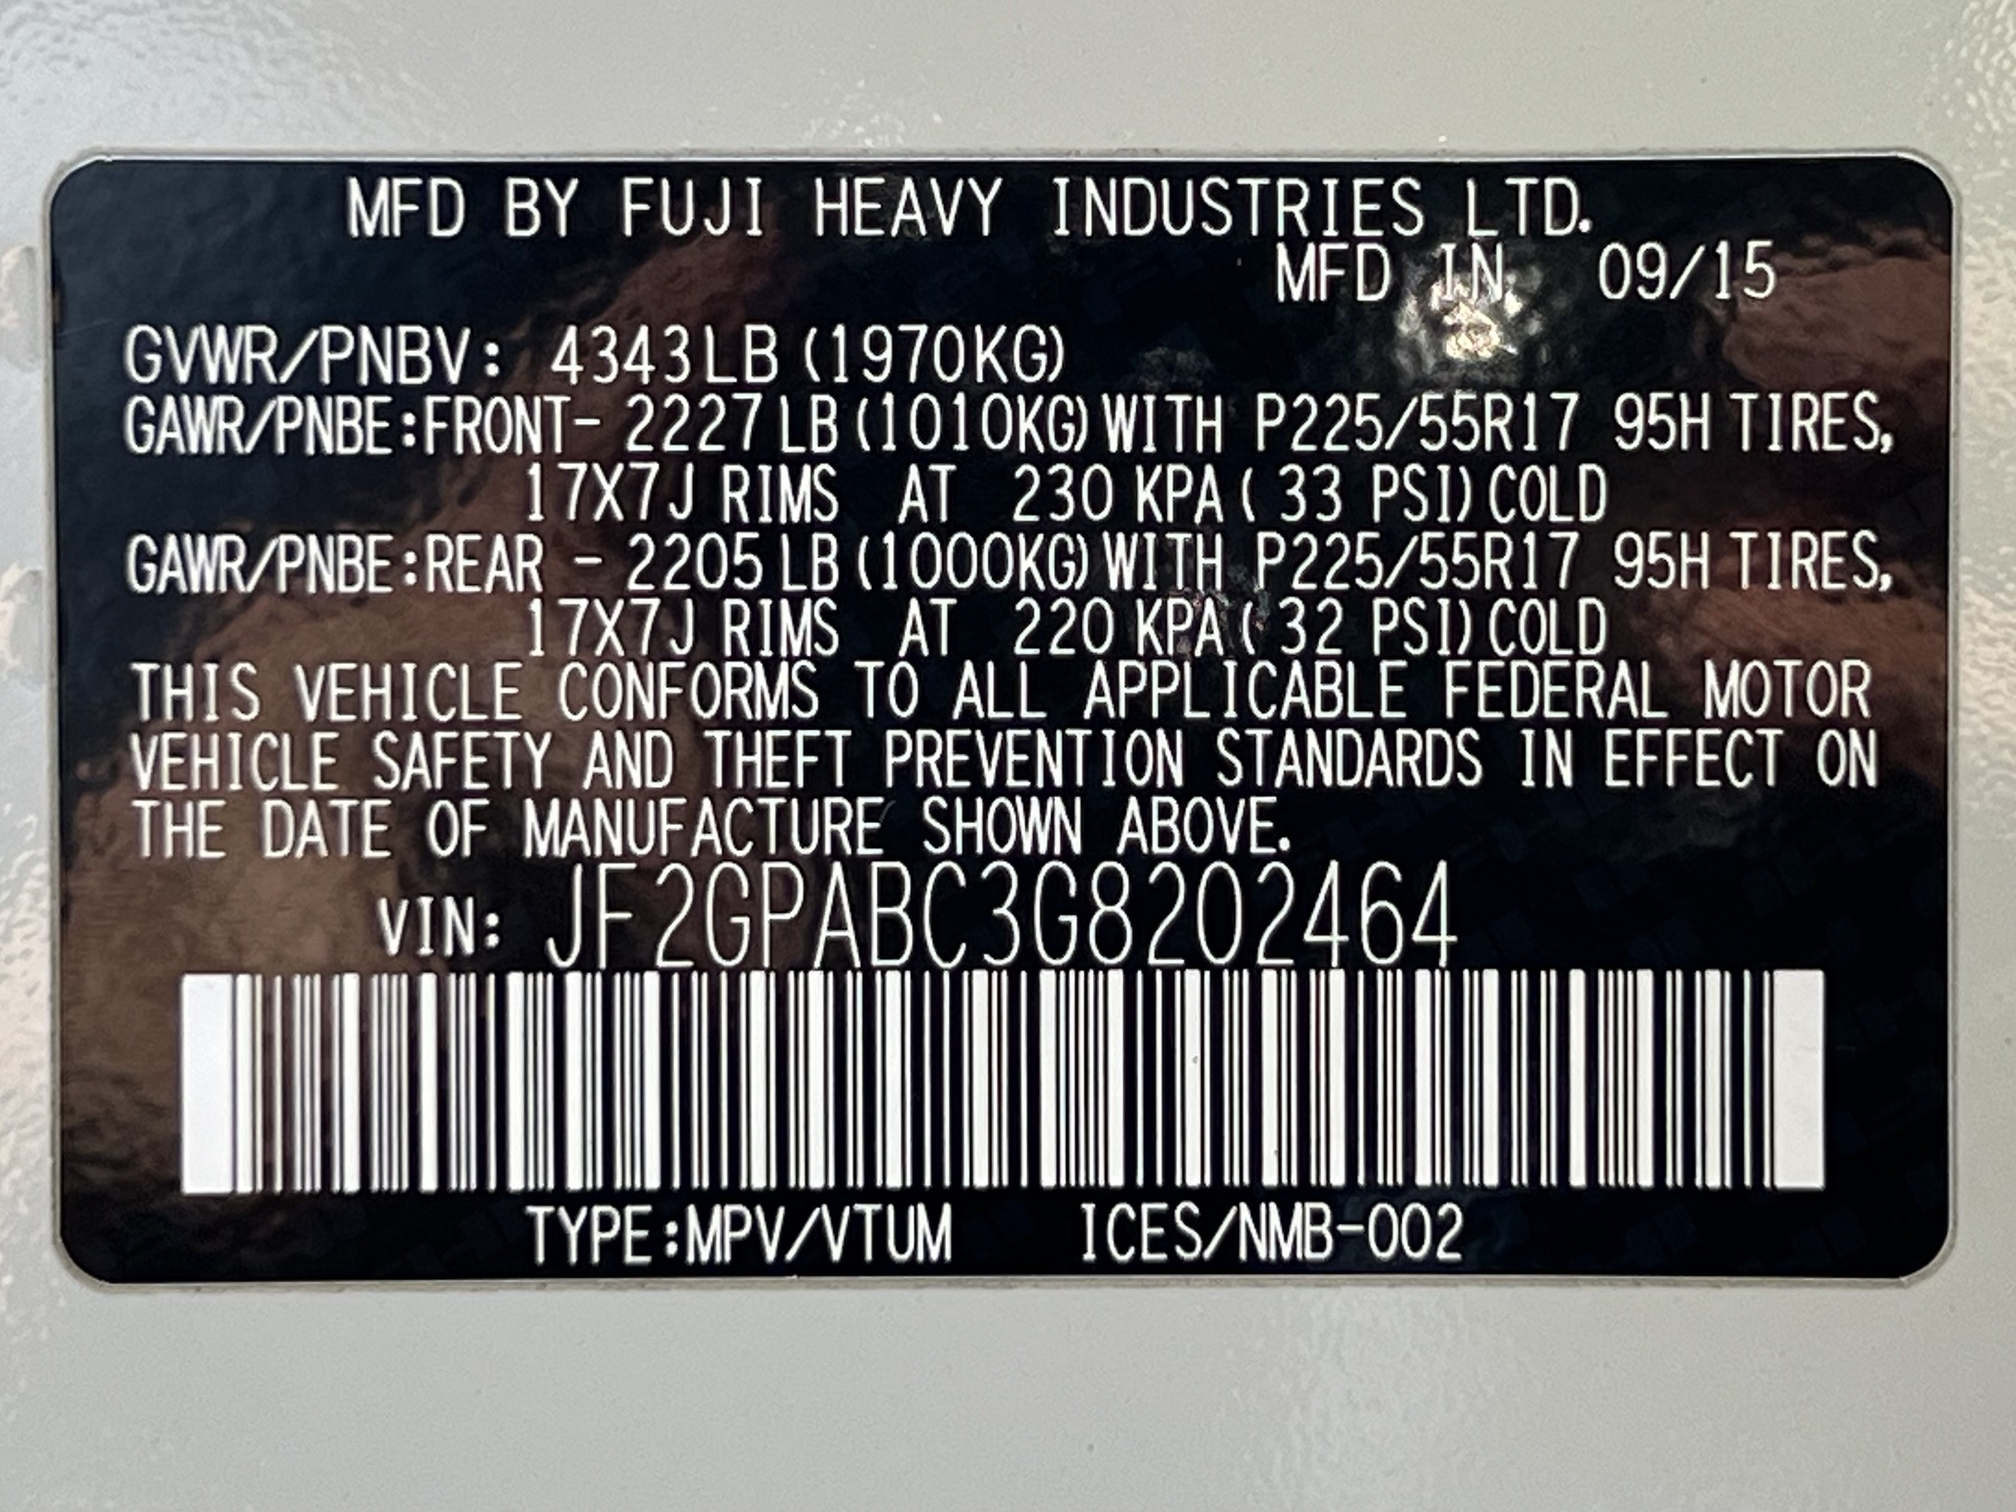 MFD BY FUJI HEAVY INDUSTRIES LTD.
MFD IN 09/15
GVWR/PNBV: 4343LB (1970KG)
GAWR/PNBE:FRONT- 2227LB (1010KG) WITH P225/55R17 95H TIRES,
17X7J RIMS AT 230 KPA ( 33 PSI) COLD
GAWR/PNBE:REAR - 2205LB (1000KG) WITH P225/55R17 95H TIRES,
17X7J RIMS AT 220 KPA ( 32 PSI) COLD
THIS VEHICLE CONFORMS TO ALL APPLICABLE FEDERAL MOTOR
VEHICLE SAFETY AND THEFT PREVENTION STANDARDS IN EFFECT ON
THE DATE OF MANUFACTURE SHOWN ABOVE.
VIN: JF2GPABC3G8202464
TYPE:MPV/VTUM ICES/NMB-002